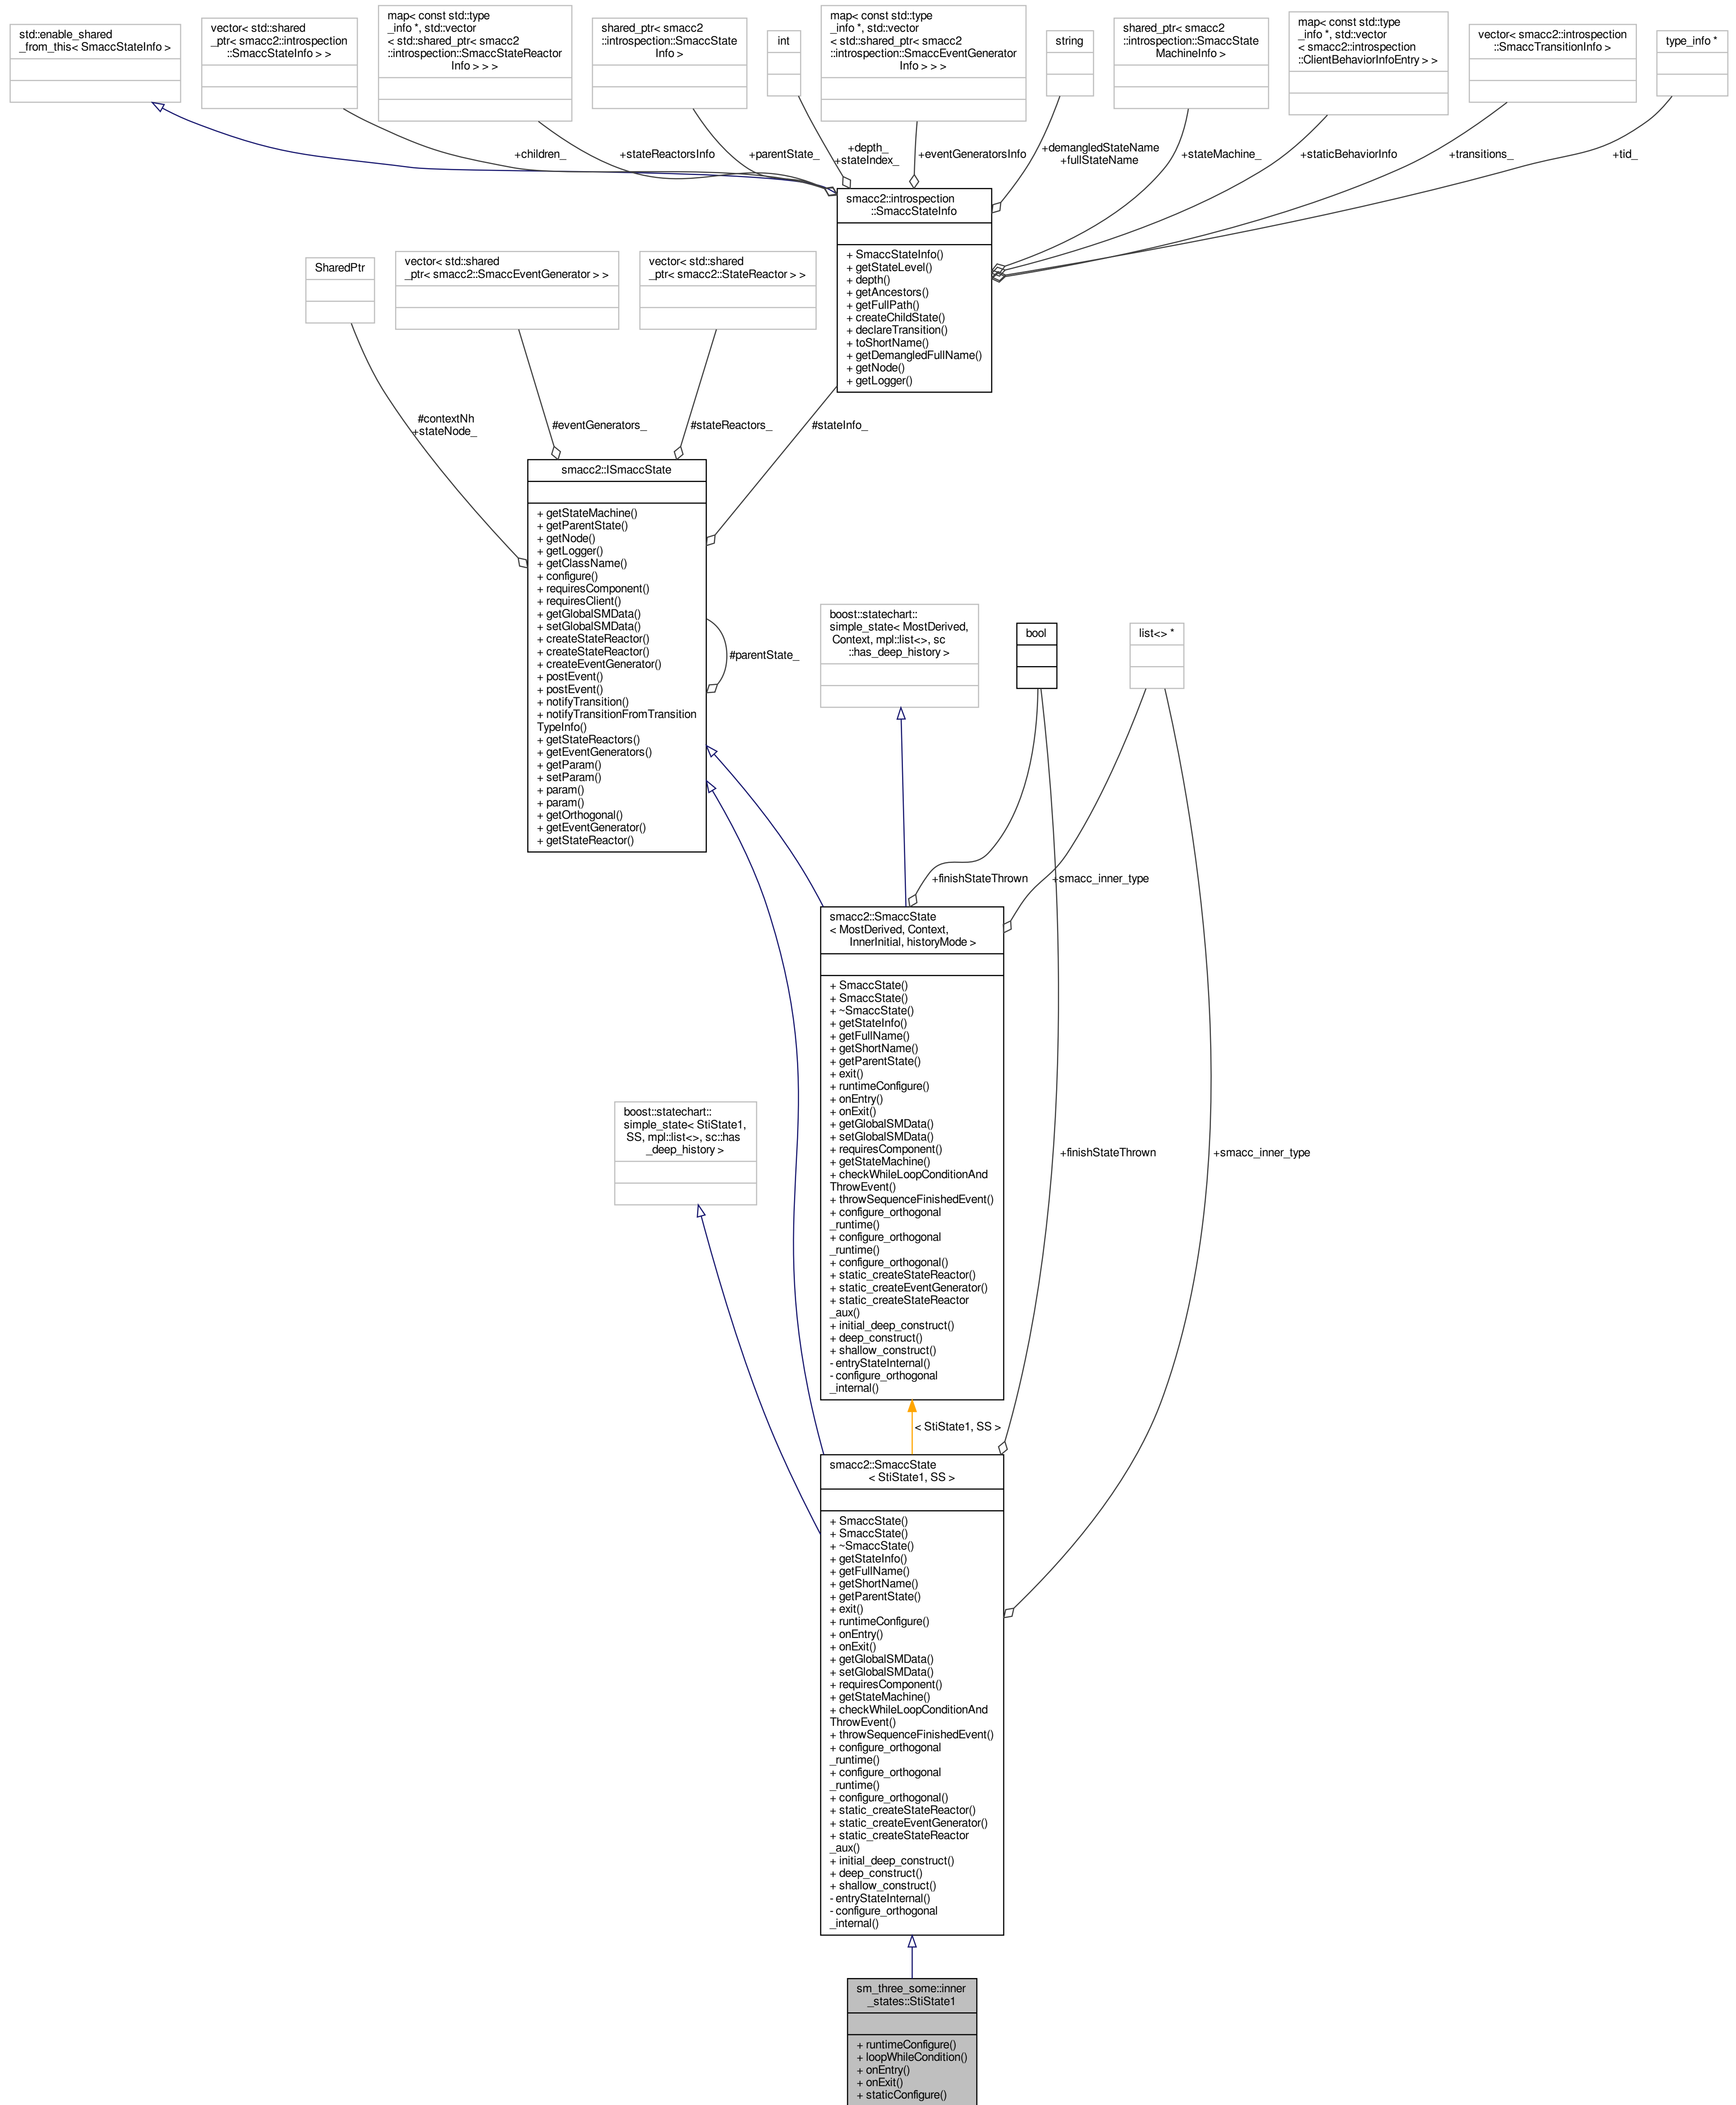 std::enable_shared
_from_this< SmaccStateInfo >
vector< std::shared
_ptr< smacc2::introspection
::SmaccStateInfo > >
map< const std::type
_info *, std::vector
< std::shared_ptr< smacc2
::introspection::SmaccStateReactor
Info > > >
shared_ptr< smacc2
::introspection::SmaccState
Info >
int
map< const std::type
_info *, std::vector
< std::shared_ptr< smacc2
::introspection::SmaccEventGenerator
Info > > >
string
shared_ptr< smacc2
::introspection::SmaccState
MachineInfo >
map< const std::type
_info *, std::vector
< smacc2::introspection
::ClientBehaviorInfoEntry > >
vector< smacc2::introspection
::SmaccTransitionInfo >
type_info *
+children_
+stateReactorsInfo
+parentState_
+depth_
+stateIndex_
+eventGeneratorsInfo
+demangledStateName
+fullStateName
+stateMachine_
+staticBehaviorInfo
+transitions_
+tid_
smacc2::introspection
::SmaccStateInfo
+ SmaccStateInfo()
+ getStateLevel()
+ depth()
+ getAncestors()
+ getFullPath()
+ createChildState()
+ declareTransition()
+ toShortName()
+ getDemangledFullName()
+ getNode()
+ getLogger()
SharedPtr
vector< std::shared
_ptr< smacc2::SmaccEventGenerator > >
vector< std::shared
_ptr< smacc2::StateReactor > >
#contextNh
+stateNode_
#eventGenerators_
#stateReactors_
#stateInfo_
smacc2::ISmaccState
+ getStateMachine()
+ getParentState()
+ getNode()
+ getLogger()
+ getClassName()
+ configure()
+ requiresComponent()
+ requiresClient()
+ getGlobalSMData()
+ setGlobalSMData()
+ createStateReactor()
+ createStateReactor()
+ createEventGenerator()
+ postEvent()
+ postEvent()
+ notifyTransition()
+ notifyTransitionFromTransition
TypeInfo()
+ getStateReactors()
+ getEventGenerators()
+ getParam()
+ setParam()
+ param()
+ param()
+ getOrthogonal()
+ getEventGenerator()
+ getStateReactor()
#parentState_
boost::statechart::
simple_state< MostDerived,
Context, mpl::list<>, sc
::has_deep_history >
bool
list<> *
+finishStateThrown
+smacc_inner_type
smacc2::SmaccState
< MostDerived, Context,
InnerInitial, historyMode >
+ SmaccState()
+ SmaccState()
+ ~SmaccState()
+ getStateInfo()
+ getFullName()
+ getShortName()
+ getParentState()
+ exit()
+ runtimeConfigure()
+ onEntry()
+ onExit()
+ getGlobalSMData()
+ setGlobalSMData()
+ requiresComponent()
+ getStateMachine()
+ checkWhileLoopConditionAnd
ThrowEvent()
+ throwSequenceFinishedEvent()
+ configure_orthogonal
_runtime()
+ configure_orthogonal
_runtime()
+ configure_orthogonal()
+ static_createStateReactor()
+ static_createEventGenerator()
+ static_createStateReactor
_aux()
+ initial_deep_construct()
+ deep_construct()
+ shallow_construct()
- entryStateInternal()
- configure_orthogonal
_internal()
boost::statechart::
simple_state< StiState1,
SS, mpl::list<>, sc::has
_deep_history >
+finishStateThrown
+smacc_inner_type
< StiState1, SS >
smacc2::SmaccState
< StiState1, SS >
+ SmaccState()
+ SmaccState()
+ ~SmaccState()
+ getStateInfo()
+ getFullName()
+ getShortName()
+ getParentState()
+ exit()
+ runtimeConfigure()
+ onEntry()
+ onExit()
+ getGlobalSMData()
+ setGlobalSMData()
+ requiresComponent()
+ getStateMachine()
+ checkWhileLoopConditionAnd
ThrowEvent()
+ throwSequenceFinishedEvent()
+ configure_orthogonal
_runtime()
+ configure_orthogonal
_runtime()
+ configure_orthogonal()
+ static_createStateReactor()
+ static_createEventGenerator()
+ static_createStateReactor
_aux()
+ initial_deep_construct()
+ deep_construct()
+ shallow_construct()
- entryStateInternal()
- configure_orthogonal
_internal()
sm_three_some::inner
_states::StiState1
+ runtimeConfigure()
+ loopWhileCondition()
+ onEntry()
+ onExit()
+ staticConfigure()